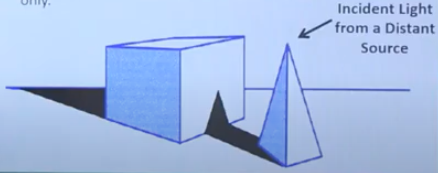 only.
Incident Light
from a Distant
Source